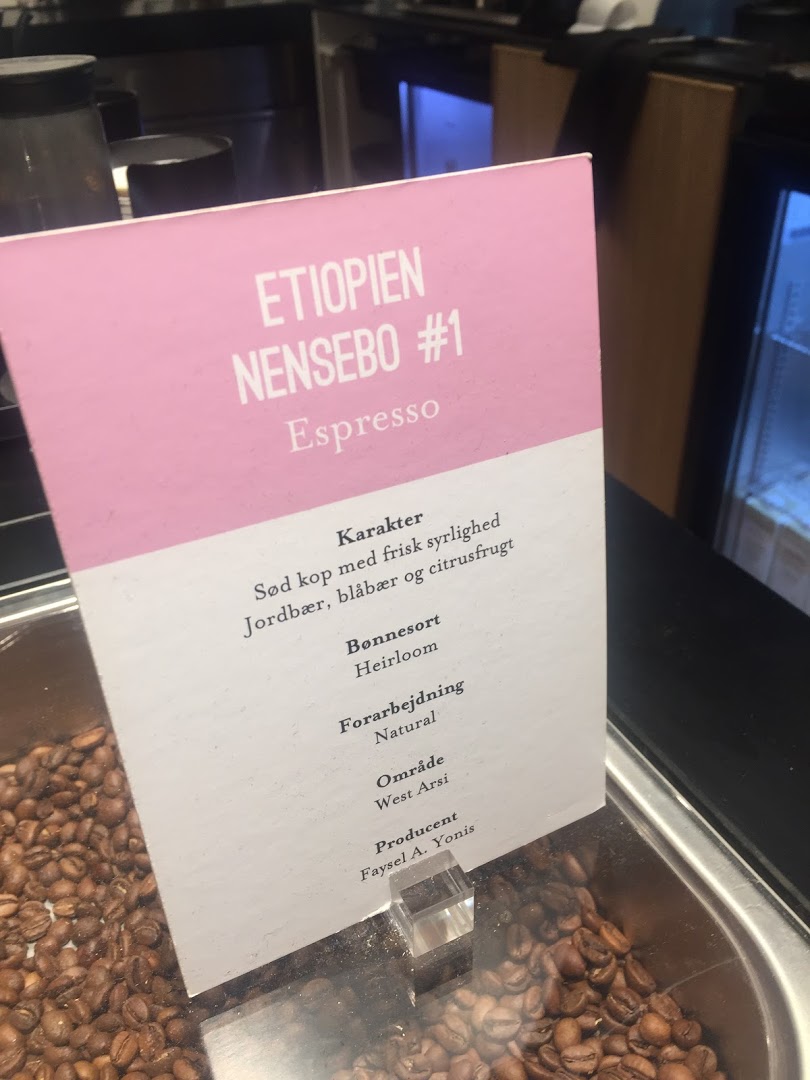 ETIOPIEN
NENSEBO #1
Espresso
Karakter
Sød kop med frisk syrlighed
Jordbær, blåbær og citrusfrugt
Bønnesort
Heirloom
Forarbejdning
Natural
Område
West Arsi
Producent
Faysel A. Yonis